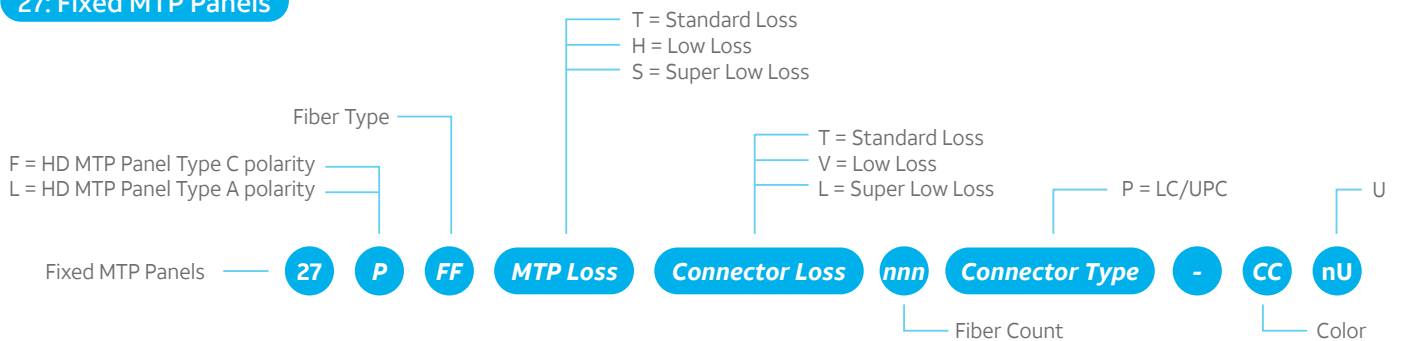 27: Fixed MTP Panels
T = Standard Loss
H = Low Loss
S = Super Low Loss
Fiber Type
T = Standard Loss
V = Low Loss
L = Super Low Loss
F = HD MTP Panel Type C polarity
L = HD MTP Panel Type A polarity
P = LC/UPC
U
Fixed MTP Panels
27 P FF MTP Loss Connector Loss nnn Connector Type - CC nU
Fiber Count
Color